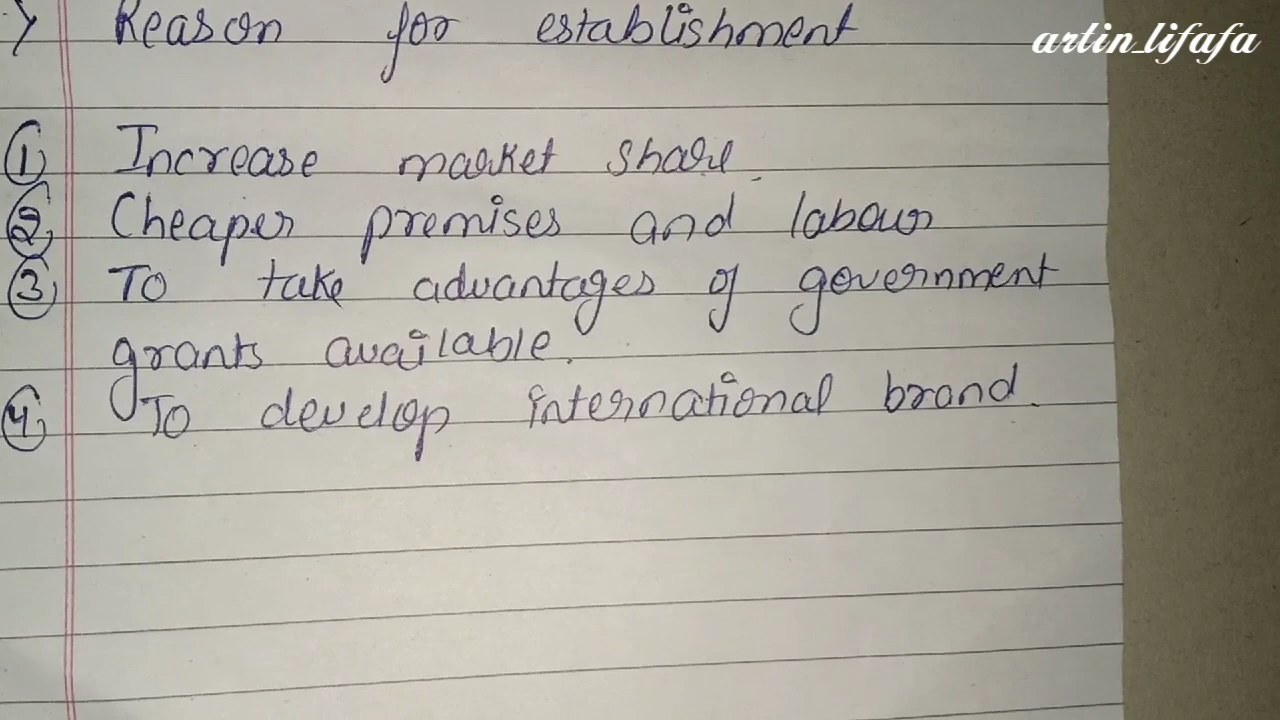 > Reason for establishment
artin_lifafa
① Increase market share.
② Cheaper premises and labour
③ To take advantages of government
grants available.
④ To develop international brand.